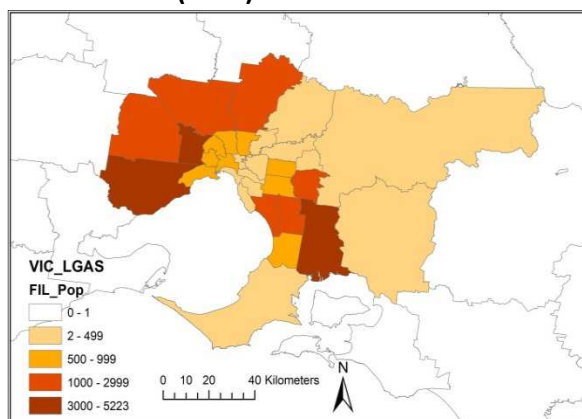 VIC_LGAS
FIL_Pop
0 - 1
2 - 499
500 - 999
1000 - 2999
3000 - 5223
0 10 20 40 Kilometers
N